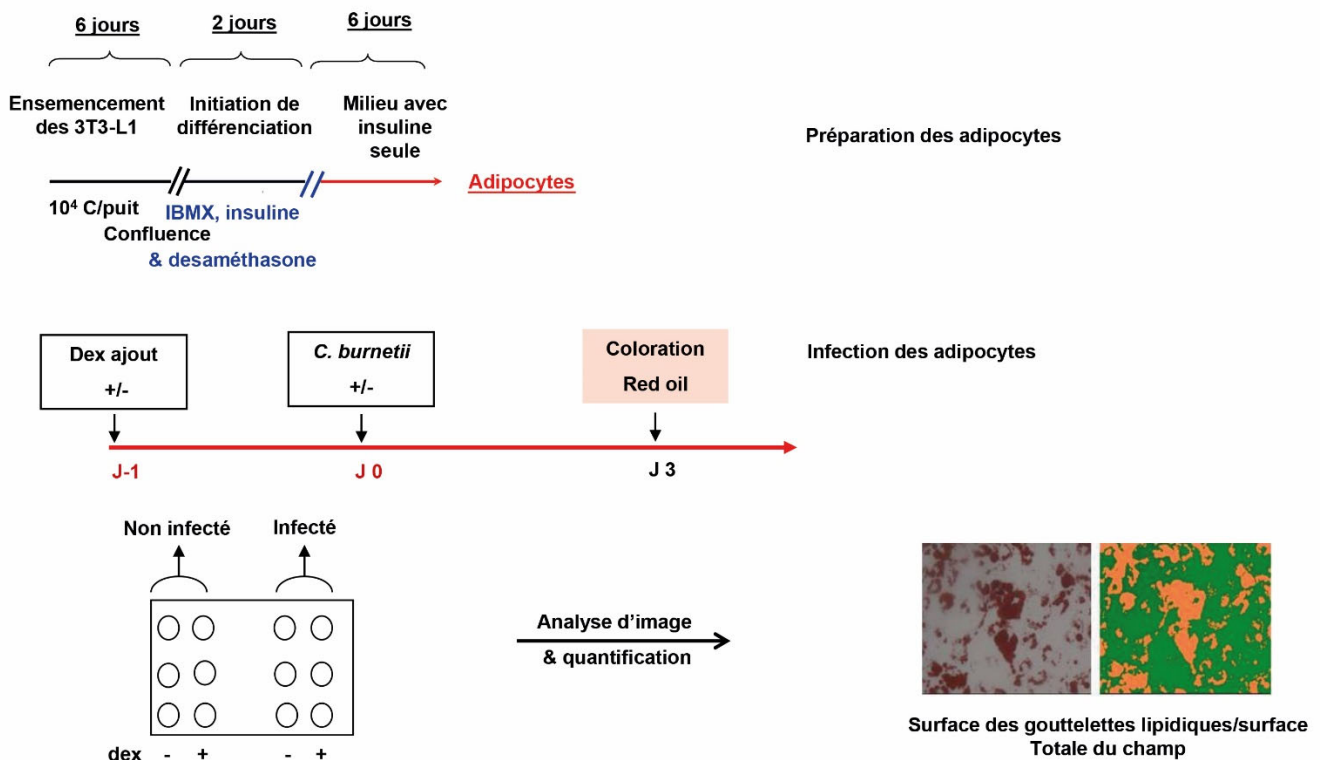 6 jours
2 jours
6 jours
Ensemencement
des 3T3-L1
Initiation de
différenciation
Milieu avec
insuline
seule
Préparation des adipocytes
Adipocytes
10⁴ C/puit
Confluence
IBMX, insuline
& desaméthasone
Dex ajout
+/-
C. burnetii
+/-
Coloration
Red oil
Infection des adipocytes
J-1
J 0
J 3
Non infecté
Infecté
Analyse d'image
& quantification
dex - + - +
Surface des gouttelettes lipidiques/surface
Totale du champ